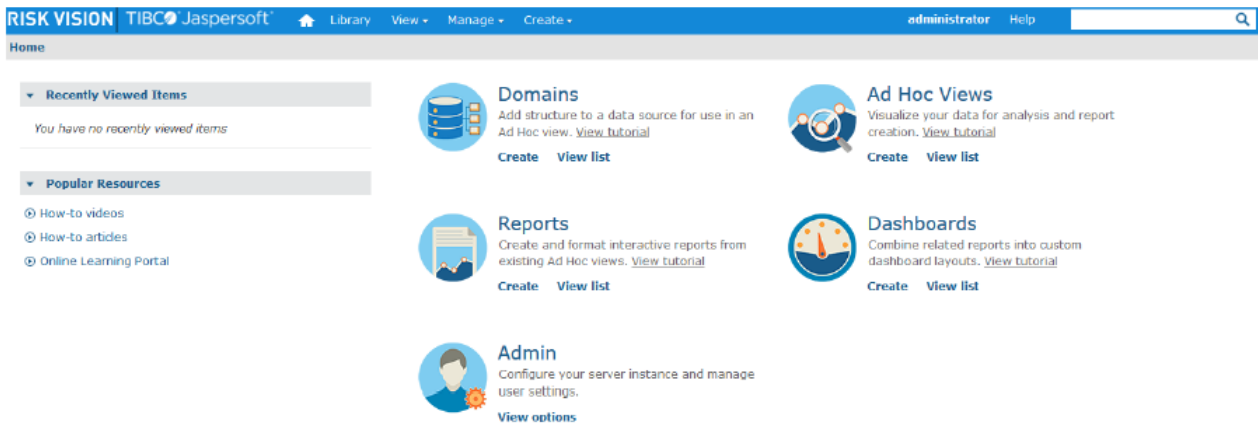 RISK VISION TIBCO Jaspersoft Library View Manage Create administrator Help
Home
Recently Viewed Items
You have no recently viewed items
Popular Resources
How-to videos
How-to articles
Online Learning Portal
Domains
Add structure to a data source for use in an
Ad Hoc view. View tutorial
Create View list
Ad Hoc Views
Visualize your data for analysis and report
creation. View tutorial
Create View list
Reports
Create and format interactive reports from
existing Ad Hoc views. View tutorial
Create View list
Dashboards
Combine related reports into custom
dashboard layouts. View tutorial
Create View list
Admin
Configure your server instance and manage
user settings.
View options